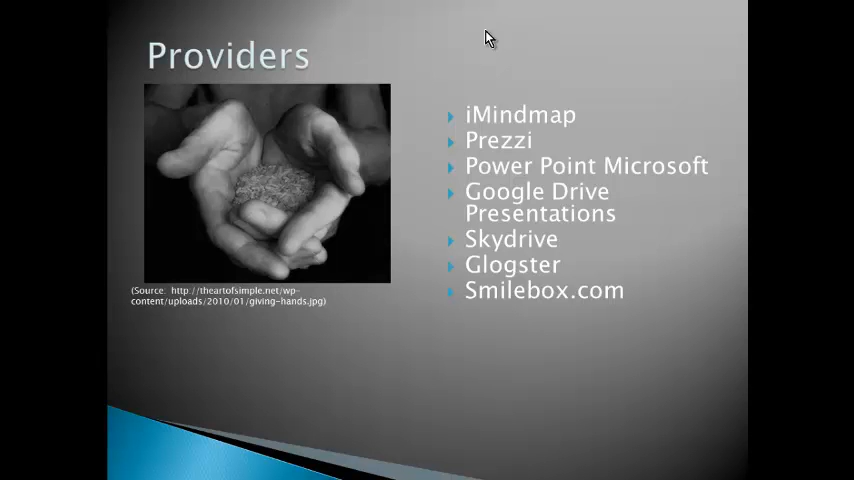 Providers
iMindmap
Prezzi
Power Point Microsoft
Google Drive
Presentations
Skydrive
Glogster
Smilebox.com
(Source: http://theartofsimple.net/wp-
content/uploads/2010/01/giving-hands.jpg)